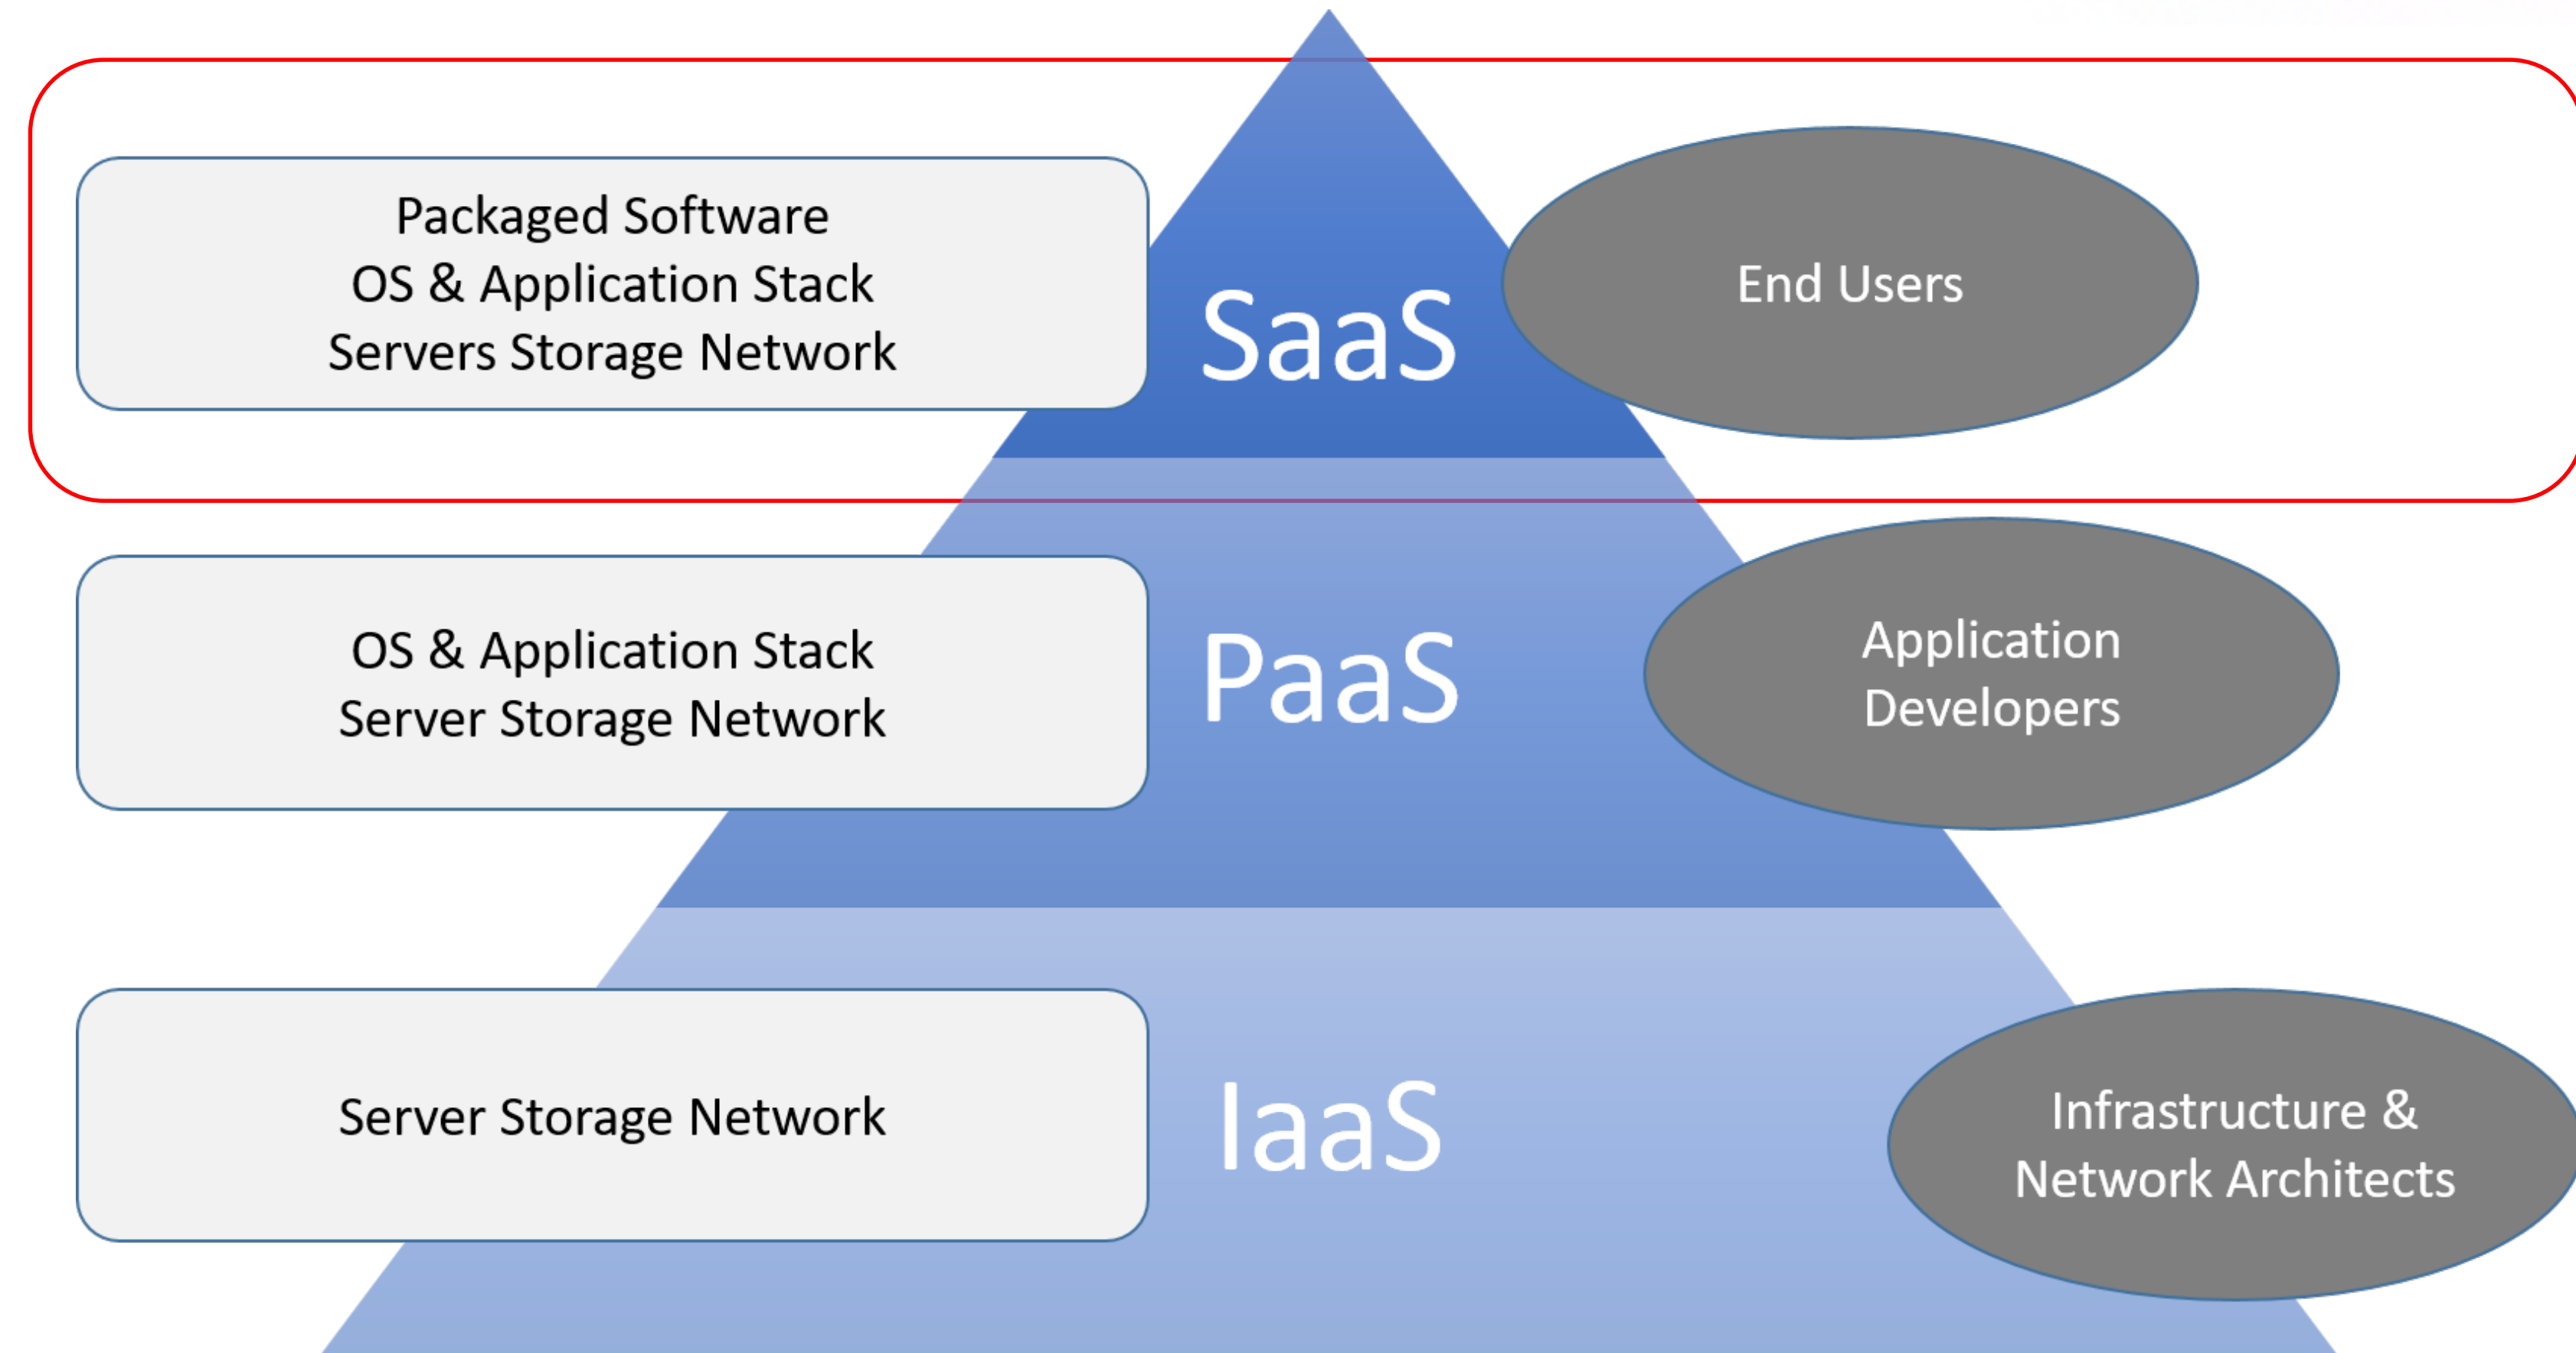 Packaged Software
OS & Application Stack
Servers Storage Network
SaaS
End Users
OS & Application Stack
Server Storage Network
PaaS
Application
Developers
Server Storage Network
IaaS
Infrastructure &
Network Architects